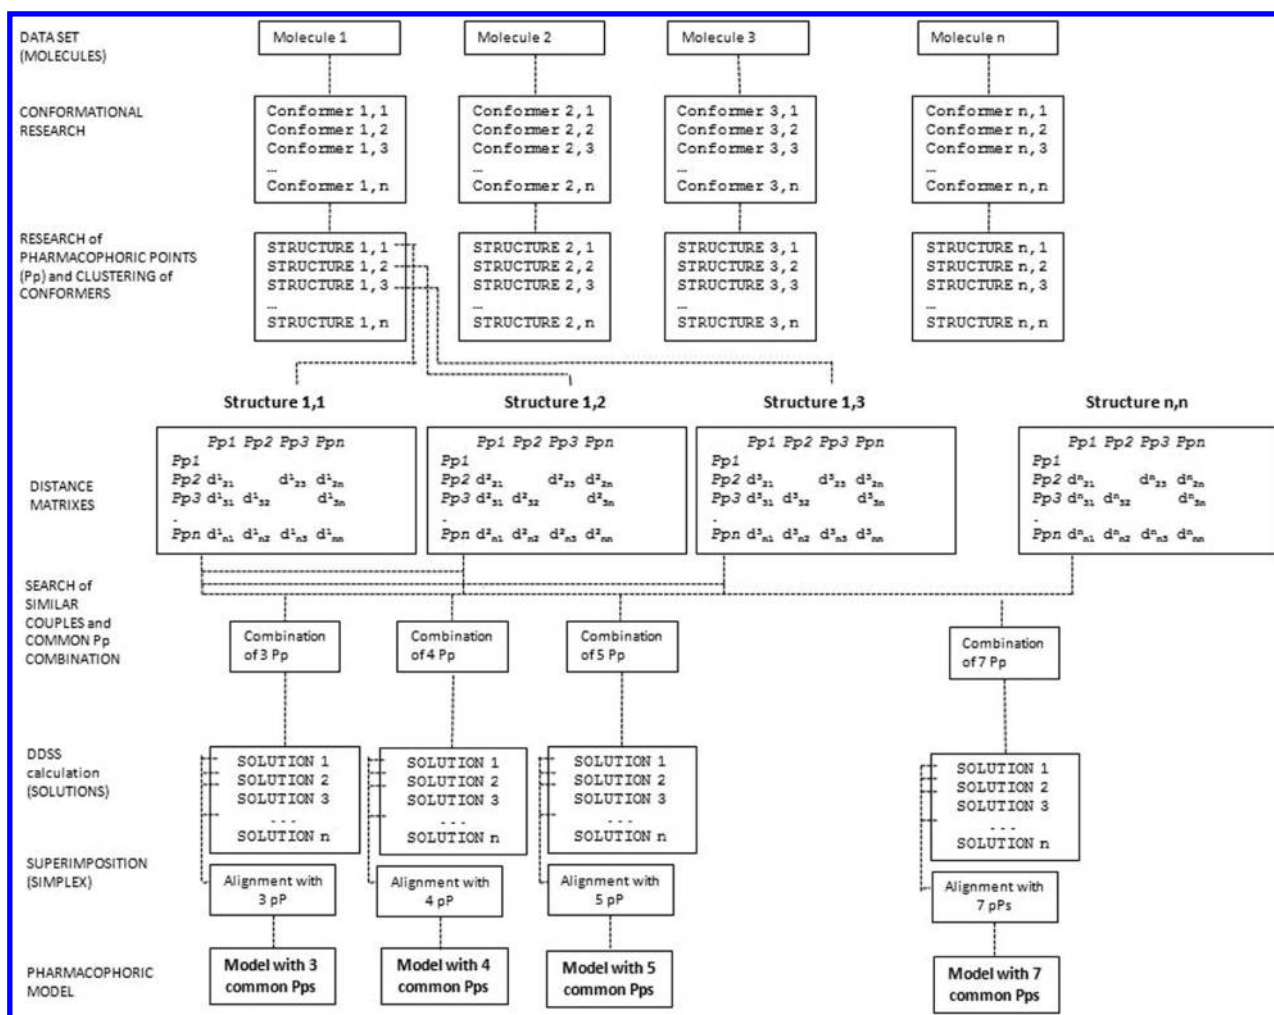 DATA SET
(MOLECULES)
Molecule 1
Molecule 2
Molecule 3
Molecule n
CONFORMATIONAL
RESEARCH
Conformer 1,1
Conformer 1,2
Conformer 1,3
...
Conformer 1,n
Conformer 2,1
Conformer 2,2
Conformer 2,3
...
Conformer 2,n
Conformer 3,1
Conformer 3,2
Conformer 3,3
...
Conformer 3,n
Conformer n,1
Conformer n,2
Conformer n,3
...
Conformer n,n
RESEARCH of
PHARMACOPHORIC POINTS
(Pp) and CLUSTERING of
CONFORMERS
STRUCTURE 1,1
STRUCTURE 1,2
STRUCTURE 1,3
...
STRUCTURE 1,n
STRUCTURE 2,1
STRUCTURE 2,2
STRUCTURE 2,3
...
STRUCTURE 2,n
STRUCTURE 3,1
STRUCTURE 3,2
STRUCTURE 3,3
...
STRUCTURE 3,n
STRUCTURE n,1
STRUCTURE n,2
STRUCTURE n,3
...
STRUCTURE n,n
Structure 1,1
Structure 1,2
Structure 1,3
Structure n,n
DISTANCE
MATRIXES
Pp1 Pp2 Pp3 Ppn
Pp1
Pp2 d¹₂₁ d¹₂₃ d¹₂ₙ
Pp3 d¹₃₁ d¹₃₂ d¹₃ₙ
.
Ppn d¹ₙ₁ d¹ₙ₂ d¹ₙ₃ d¹ₙₙ
Pp1 Pp2 Pp3 Ppn
Pp1
Pp2 d²₂₁ d²₂₃ d²₂ₙ
Pp3 d²₃₁ d²₃₂ d²₃ₙ
.
Ppn d²ₙ₁ d²ₙ₂ d²ₙ₃ d²ₙₙ
Pp1 Pp2 Pp3 Ppn
Pp1
Pp2 d³₂₁ d³₂₃ d³₂ₙ
Pp3 d³₃₁ d³₃₂ d³₃ₙ
.
Ppn d³ₙ₁ d³ₙ₂ d³ₙ₃ d³ₙₙ
Pp1 Pp2 Pp3 Ppn
Pp1
Pp2 dⁿ₂₁ dⁿ₂₃ dⁿ₂ₙ
Pp3 dⁿ₃₁ dⁿ₃₂ dⁿ₃ₙ
.
Ppn dⁿₙ₁ dⁿₙ₂ dⁿₙ₃ dⁿₙₙ
SEARCH of
SIMILAR
COUPLES and
COMMON Pp
COMBINATION
Combination
of 3 Pp
Combination
of 4 Pp
Combination
of 5 Pp
Combination
of 7 Pp
DDSS
calculation
(SOLUTIONS)
SOLUTION 1
SOLUTION 2
SOLUTION 3
...
SOLUTION n
SOLUTION 1
SOLUTION 2
SOLUTION 3
...
SOLUTION n
SOLUTION 1
SOLUTION 2
SOLUTION 3
...
SOLUTION n
SOLUTION 1
SOLUTION 2
SOLUTION 3
...
SOLUTION n
SUPERIMPOSITION
(SIMPLEX)
Alignment with
3 pP
Alignment with
4 pP
Alignment with
5 pP
Alignment with
7 pPs
PHARMACOPHORIC
MODEL
Model with 3
common Pps
Model with 4
common Pps
Model with 5
common Pps
Model with 7
common Pps